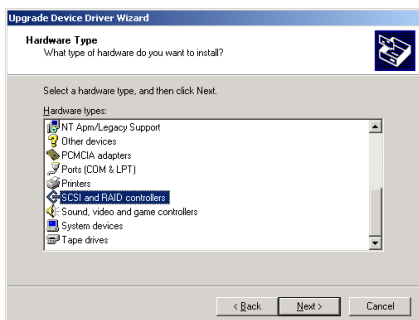 Upgrade Device Driver Wizard
Hardware Type
What type of hardware do you want to install?
Select a hardware type, and then click Next.
Hardware types:
NT Apm/Legacy Support
Other devices
PCMCIA adapters
Ports (COM & LPT)
Printers
SCSI and RAID controllers
Sound, video and game controllers
System devices
Tape drives
< Back
Next >
Cancel